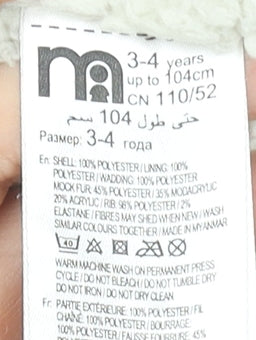 3-4 years
up to 104cm
CN 110/52
حتى طول 104 سم
Размер: 3-4 года
En: SHELL: 100% POLYESTER / LINING: 100%
POLYESTER / WADDING: 100% POLYESTER
MOCK FUR: 45% POLYESTER / 35% MODACRYLIC
20% ACRYLIC / RIB: 98% POLYESTER / 2%
ELASTANE / FIBRES MAY SHED WHEN NEW / WASH
SIMILAR COLOURS TOGETHER / MADE IN MYANMAR
40
WARM MACHINE WASH ON PERMANENT PRESS
CYCLE / DO NOT BLEACH / DO NOT TUMBLE DRY
DO NOT IRON / DO NOT DRY CLEAN
Fr: PARTIE EXTÉRIEURE: 100% POLYESTER / FIL
CHAÎNE: 100% POLYESTER / BOURRAGE:
100% POLYESTER / FAUSSE FOURRURE: 45%